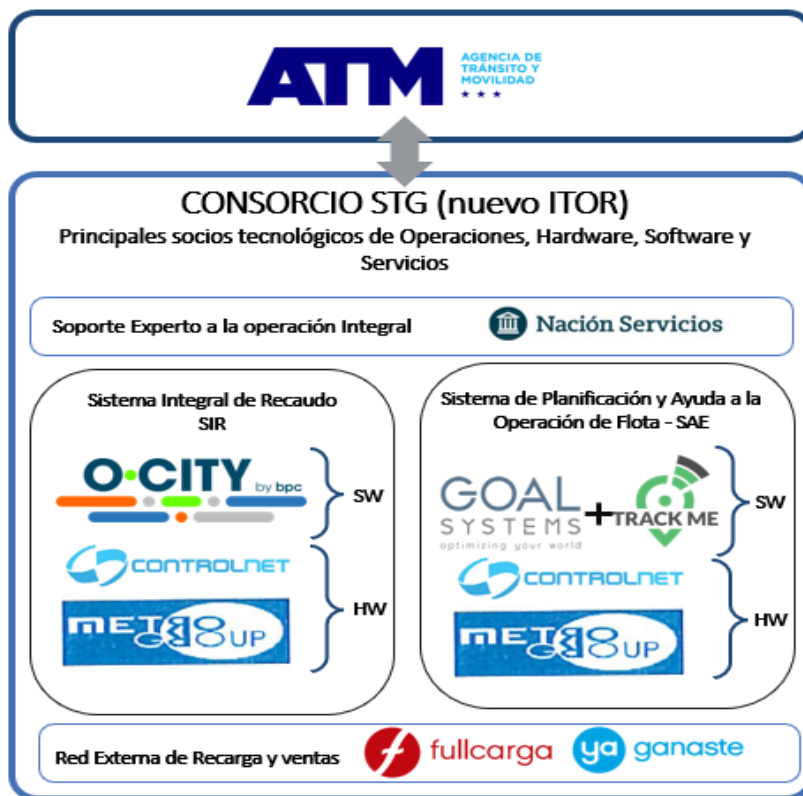 ATM
AGENCIA DE
TRÁNSITO Y
MOVILIDAD
CONSORCIO STG (nuevo ITOR)
Principales socios tecnológicos de Operaciones, Hardware, Software y
Servicios
Soporte Experto a la operación Integral
Nación Servicios
Sistema Integral de Recaudo
SIR
O·CITY
by bpc
SW
CONTROLNET
METROGROUP
HW
Sistema de Planificación y Ayuda a la
Operación de Flota - SAE
GOAL
SYSTEMS
optimizing your world
+
TRACK ME
SW
CONTROLNET
METROGROUP
HW
Red Externa de Recarga y ventas
f fullcarga
ya ganaste